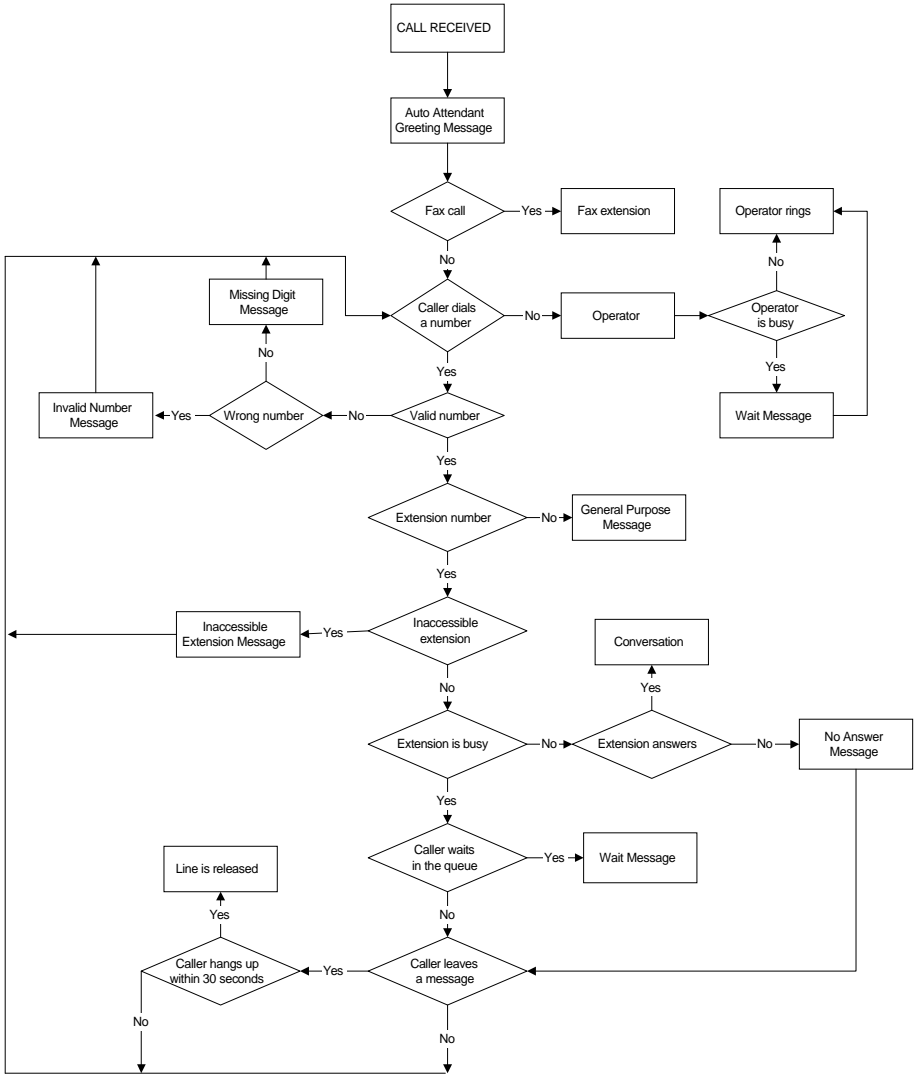 CALL RECEIVED
Auto Attendant
Greeting Message
Fax call
Yes
Fax extension
Operator rings
No
No
Missing Digit
Message
Caller dials
a number
No
Operator
Operator
is busy
No
Yes
Yes
Invalid Number
Message
Yes
Wrong number
No
Valid number
Wait Message
Yes
Extension number
No
General Purpose
Message
Yes
Inaccessible
Extension Message
Yes
Inaccessible
extension
Conversation
No
Yes
Extension is busy
No
Extension answers
No
No Answer
Message
Yes
Line is released
Caller waits
in the queue
Yes
Wait Message
Yes
No
Caller hangs up
within 30 seconds
Yes
Caller leaves
a message
No
No